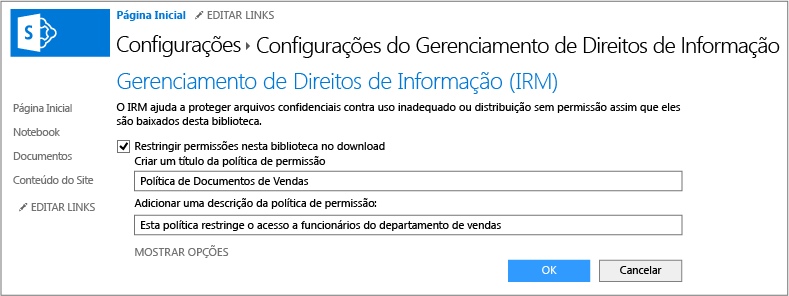 Página Inicial EDITAR LINKS
S
Configurações ▸ Configurações do Gerenciamento de Direitos de Informação
Gerenciamento de Direitos de Informação (IRM)
O IRM ajuda a proteger arquivos confidenciais contra uso inadequado ou distribuição sem permissão assim que eles
são baixados desta biblioteca.
Página Inicial
Notebook
Documentos
Conteúdo do Site
EDITAR LINKS
Restringir permissões nesta biblioteca no download
Criar um título da política de permissão
Política de Documentos de Vendas
Adicionar uma descrição da política de permissão:
Esta política restringe o acesso a funcionários do departamento de vendas
MOSTRAR OPÇÕES
OK Cancelar